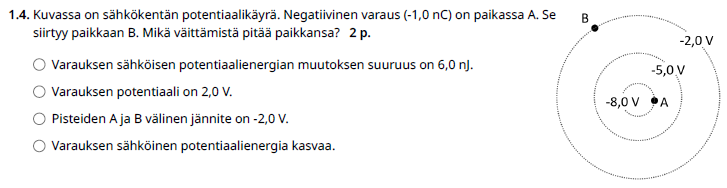 1.4. Kuvassa on sähkökentän potentiaalikäyrä. Negatiivinen varaus (-1,0 nC) on paikassa A. Se
siirtyy paikkaan B. Mikä väittämistä pitää paikkansa? 2 p.
Varauksen sähköisen potentiaalienergian muutoksen suuruus on 6,0 nJ.
Varauksen potentiaali on 2,0 V.
Pisteiden A ja B välinen jännite on -2,0 V.
Varauksen sähköinen potentiaalienergia kasvaa.
B
-2,0 V
-5,0 V
-8,0 V A